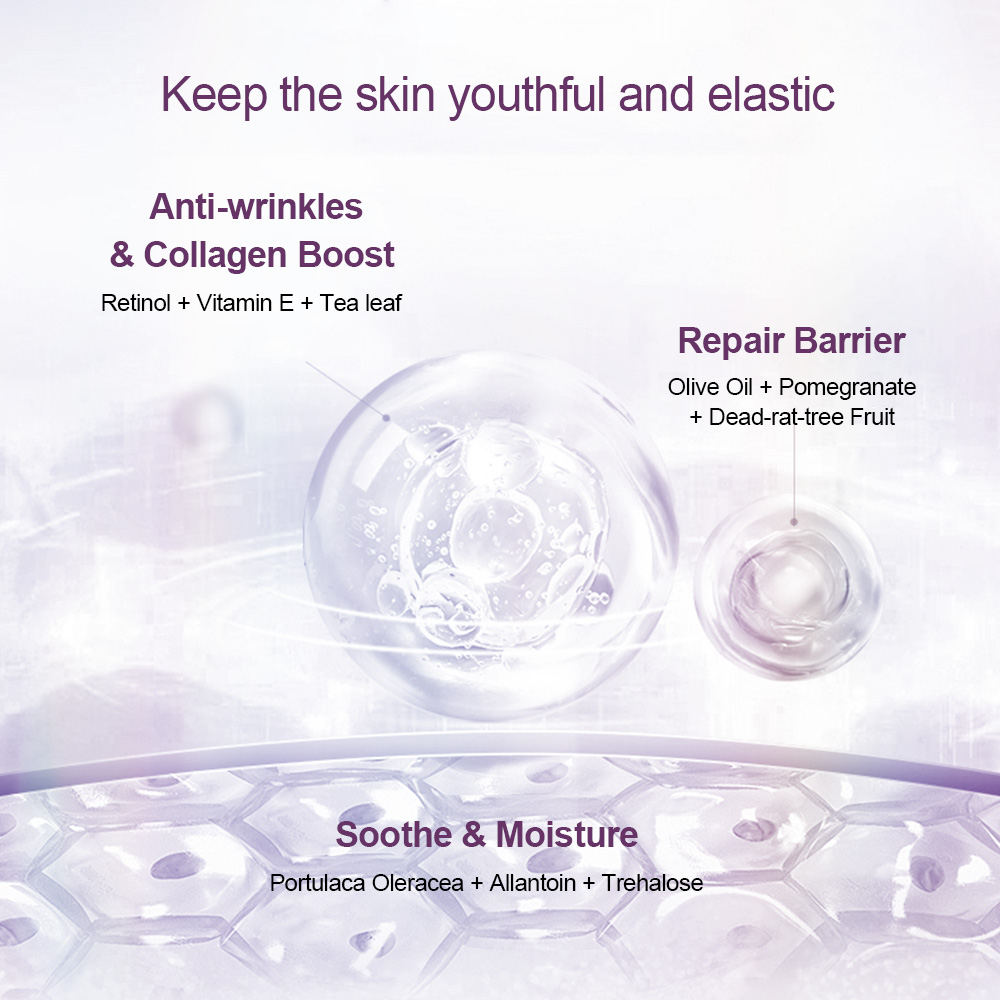 Keep the skin youthful and elastic
Anti-wrinkles
& Collagen Boost
Retinol + Vitamin E + Tea leaf
Repair Barrier
Olive Oil + Pomegranate
+ Dead-rat-tree Fruit
Soothe & Moisture
Portulaca Oleracea + Allantoin + Trehalose